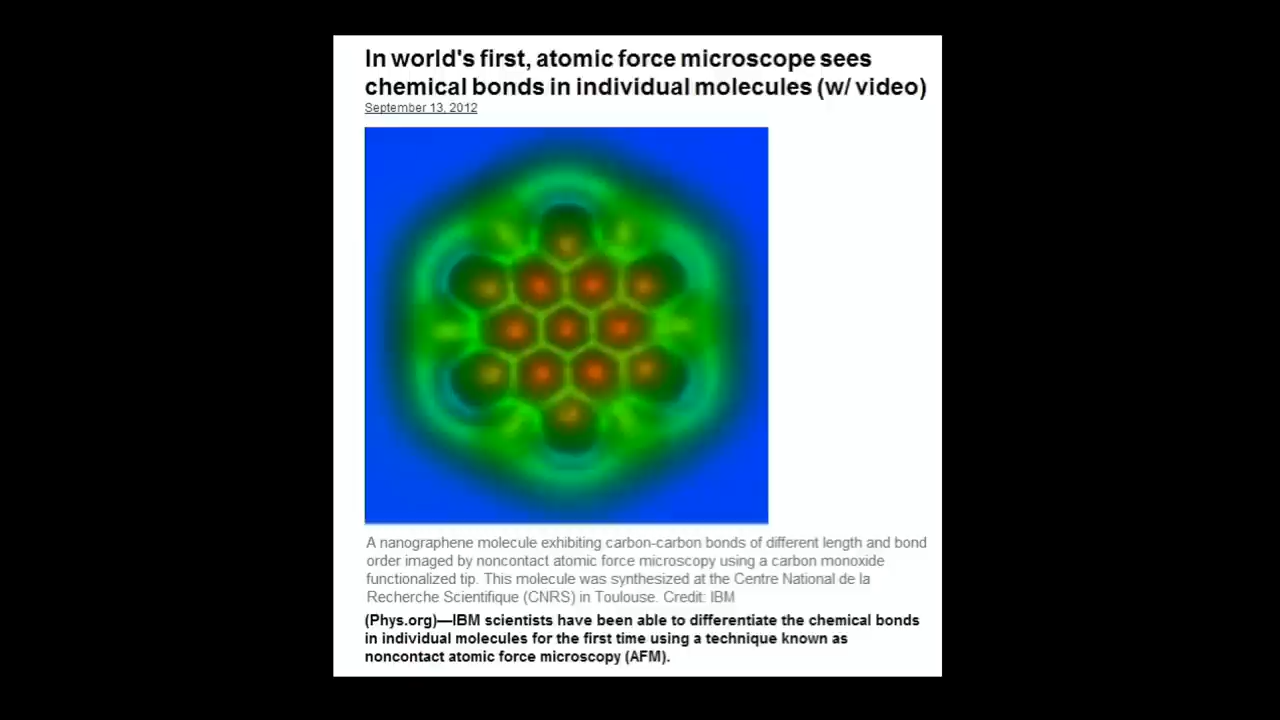 In world's first, atomic force microscope sees
chemical bonds in individual molecules (w/ video)
September 13, 2012
A nanographene molecule exhibiting carbon-carbon bonds of different length and bond
order imaged by noncontact atomic force microscopy using a carbon monoxide
functionalized tip. This molecule was synthesized at the Centre National de la
Recherche Scientifique (CNRS) in Toulouse. Credit: IBM
(Phys.org)—IBM scientists have been able to differentiate the chemical bonds
in individual molecules for the first time using a technique known as
noncontact atomic force microscopy (AFM).